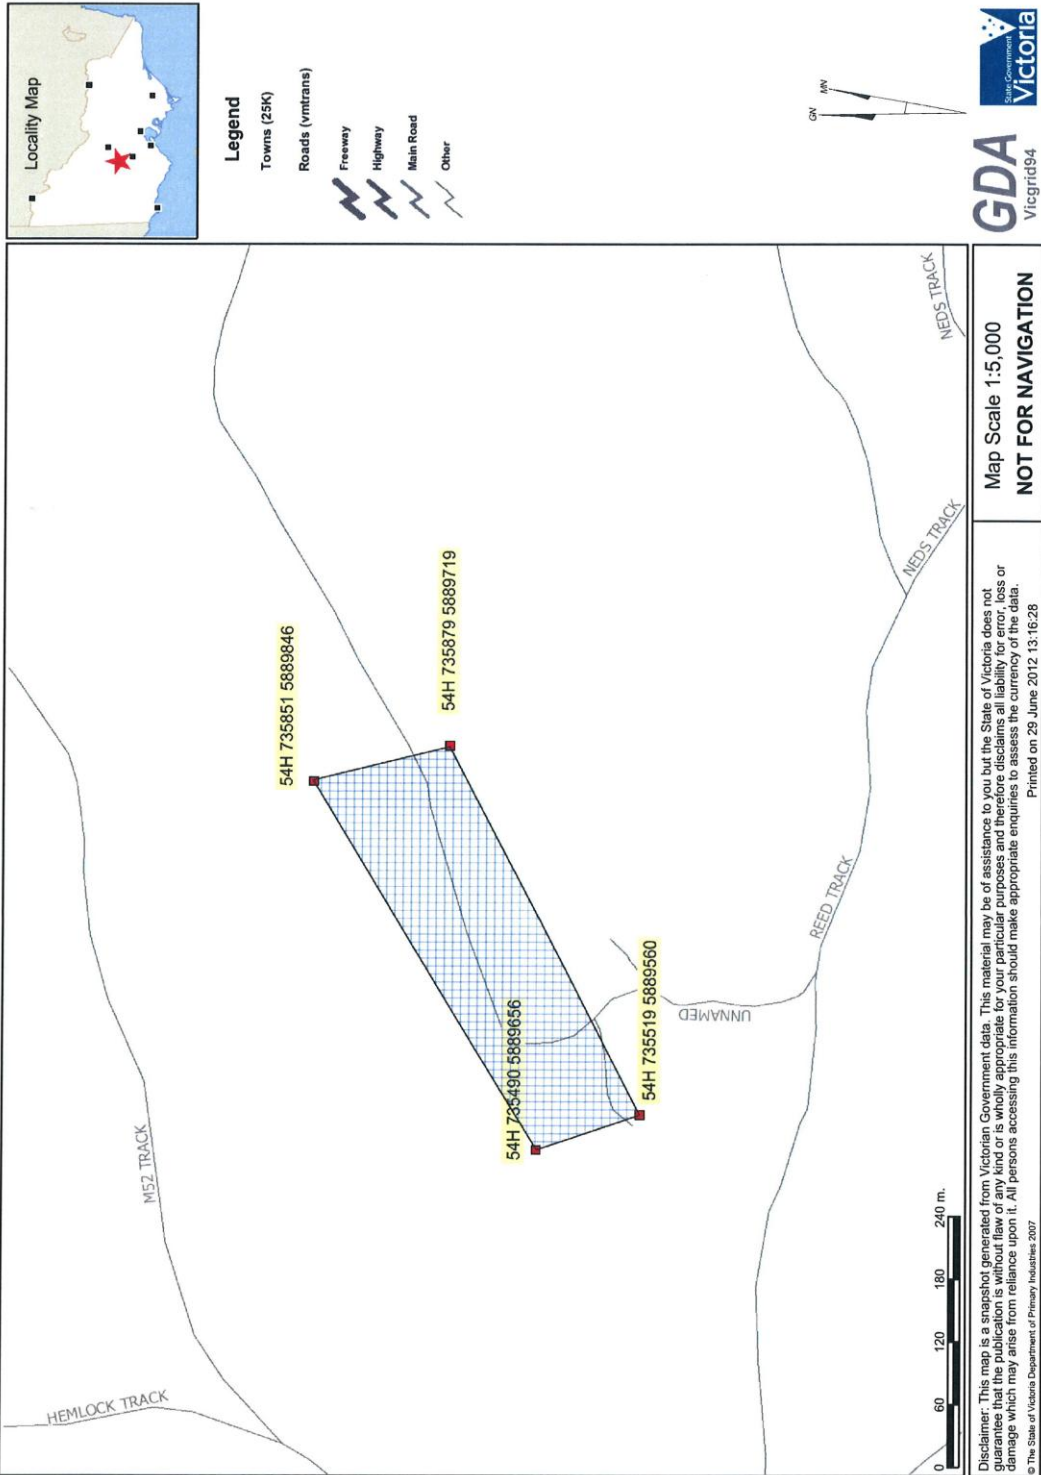 Locality Map
Legend
Towns (25K)
Roads (vmtrans)
Freeway
Highway
Main Road
Other
GN
MN
HEMLOCK TRACK
M52 TRACK
54H 735851 5889846
54H 735879 5889719
54H 735490 5889656
54H 735519 5889560
UNNAMED
REED TRACK
NEDS TRACK
NEDS TRACK
0 60 120 180 240 m.
Disclaimer: This map is a snapshot generated from Victorian Government data. This material may be of assistance to you but the State of Victoria does not
guarantee that the publication is without flaw of any kind or is wholly appropriate for your particular purposes and therefore disclaims all liability for error, loss or
damage which may arise from reliance upon it. All persons accessing this information should make appropriate enquiries to assess the currency of the data.
© The State of Victoria Department of Primary Industries 2007
Printed on 29 June 2012 13:16:28
Map Scale 1:5,000
NOT FOR NAVIGATION
GDA
Vicgrid94
State Government
Victoria